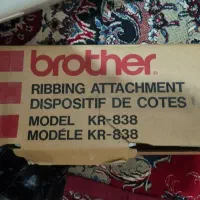 brother
RIBBING ATTACHMENT
DISPOSITIF DE COTES
MODEL KR-838
MODÈLE KR-838